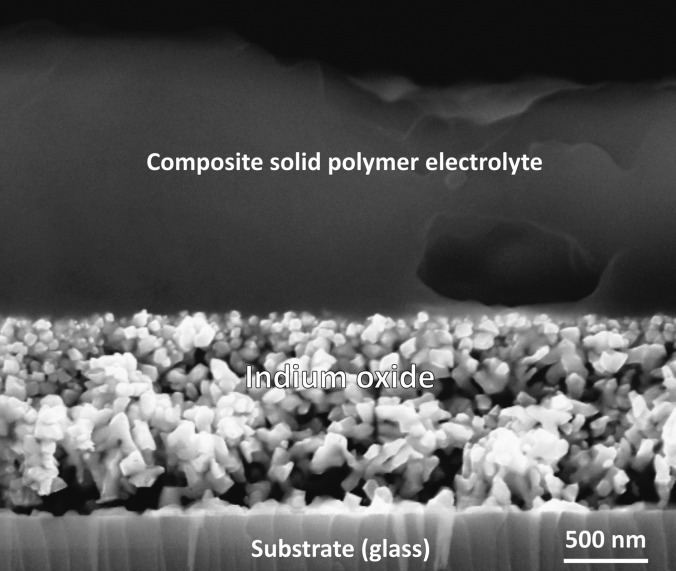 Composite solid polymer electrolyte
Indium oxide
Substrate (glass)
500 nm